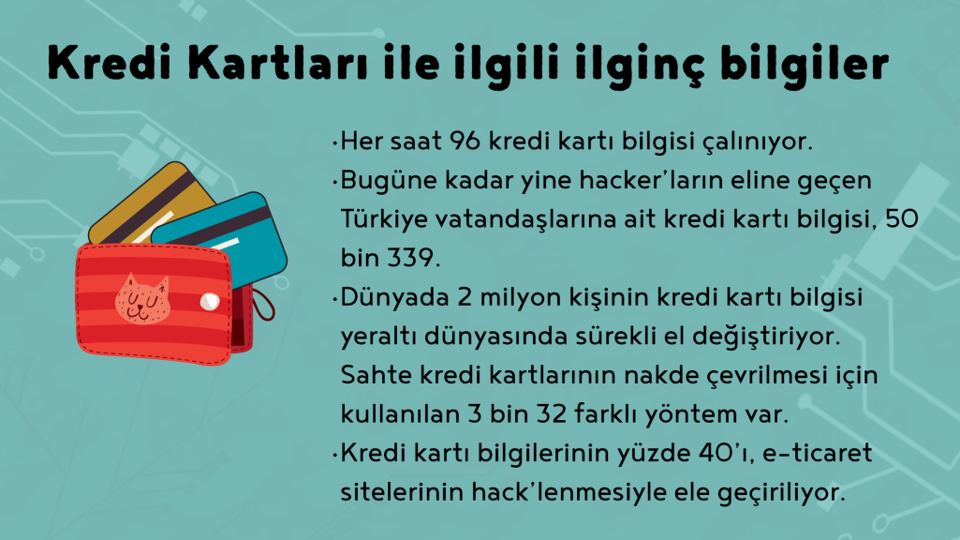 Kredi Kartları ile ilgili ilginç bilgiler
·Her saat 96 kredi kartı bilgisi çalınıyor.
·Bugüne kadar yine hacker'ların eline geçen
Türkiye vatandaşlarına ait kredi kartı bilgisi, 50
bin 339.
·Dünyada 2 milyon kişinin kredi kartı bilgisi
yeraltı dünyasında sürekli el değiştiriyor.
Sahte kredi kartlarının nakde çevrilmesi için
kullanılan 3 bin 32 farklı yöntem var.
·Kredi kartı bilgilerinin yüzde 40'ı, e-ticaret
sitelerinin hack'lenmesiyle ele geçiriliyor.